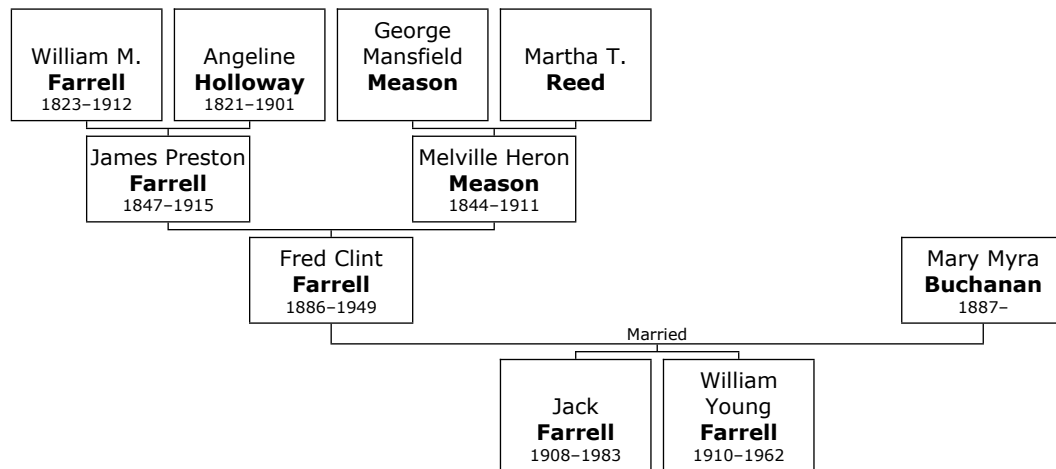 William M.
Farrell
1823–1912
Angeline
Holloway
1821–1901
George
Mansfield
Meason
Martha T.
Reed
James Preston
Farrell
1847–1915
Melville Heron
Meason
1844–1911
Fred Clint
Farrell
1886–1949
Mary Myra
Buchanan
1887–
Married
Jack
Farrell
1908–1983
William
Young
Farrell
1910–1962